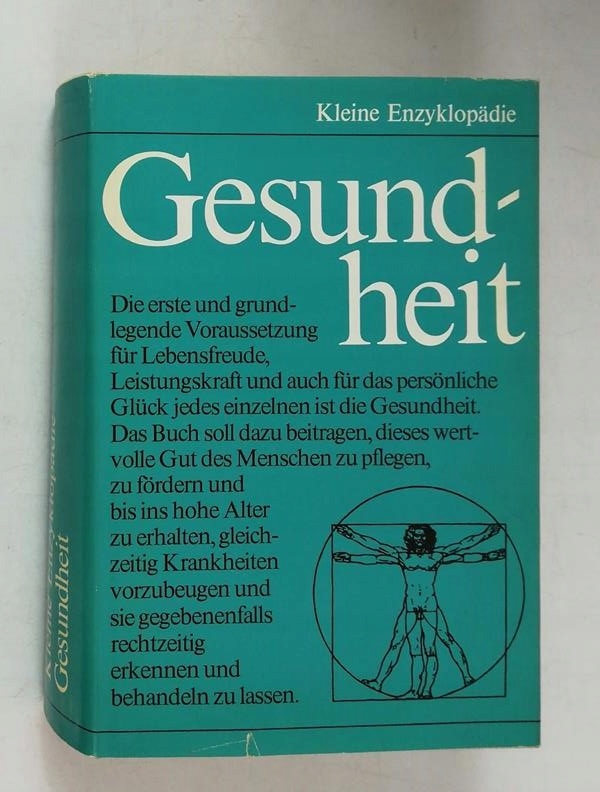 Kleine Enzyklopädie
Gesund-
heit
Die erste und grund-
legende Voraussetzung
für Lebensfreude,
Leistungskraft und auch für das persönliche
Glück jedes einzelnen ist die Gesundheit.
Das Buch soll dazu beitragen, dieses wert-
volle Gut des Menschen zu pflegen,
zu fördern und
bis ins hohe Alter
zu erhalten, gleich-
zeitig Krankheiten
vorzubeugen und
sie gegebenenfalls
rechtzeitig
erkennen und
behandeln zu lassen.
Kleine Enzyklopädie
Gesundheit